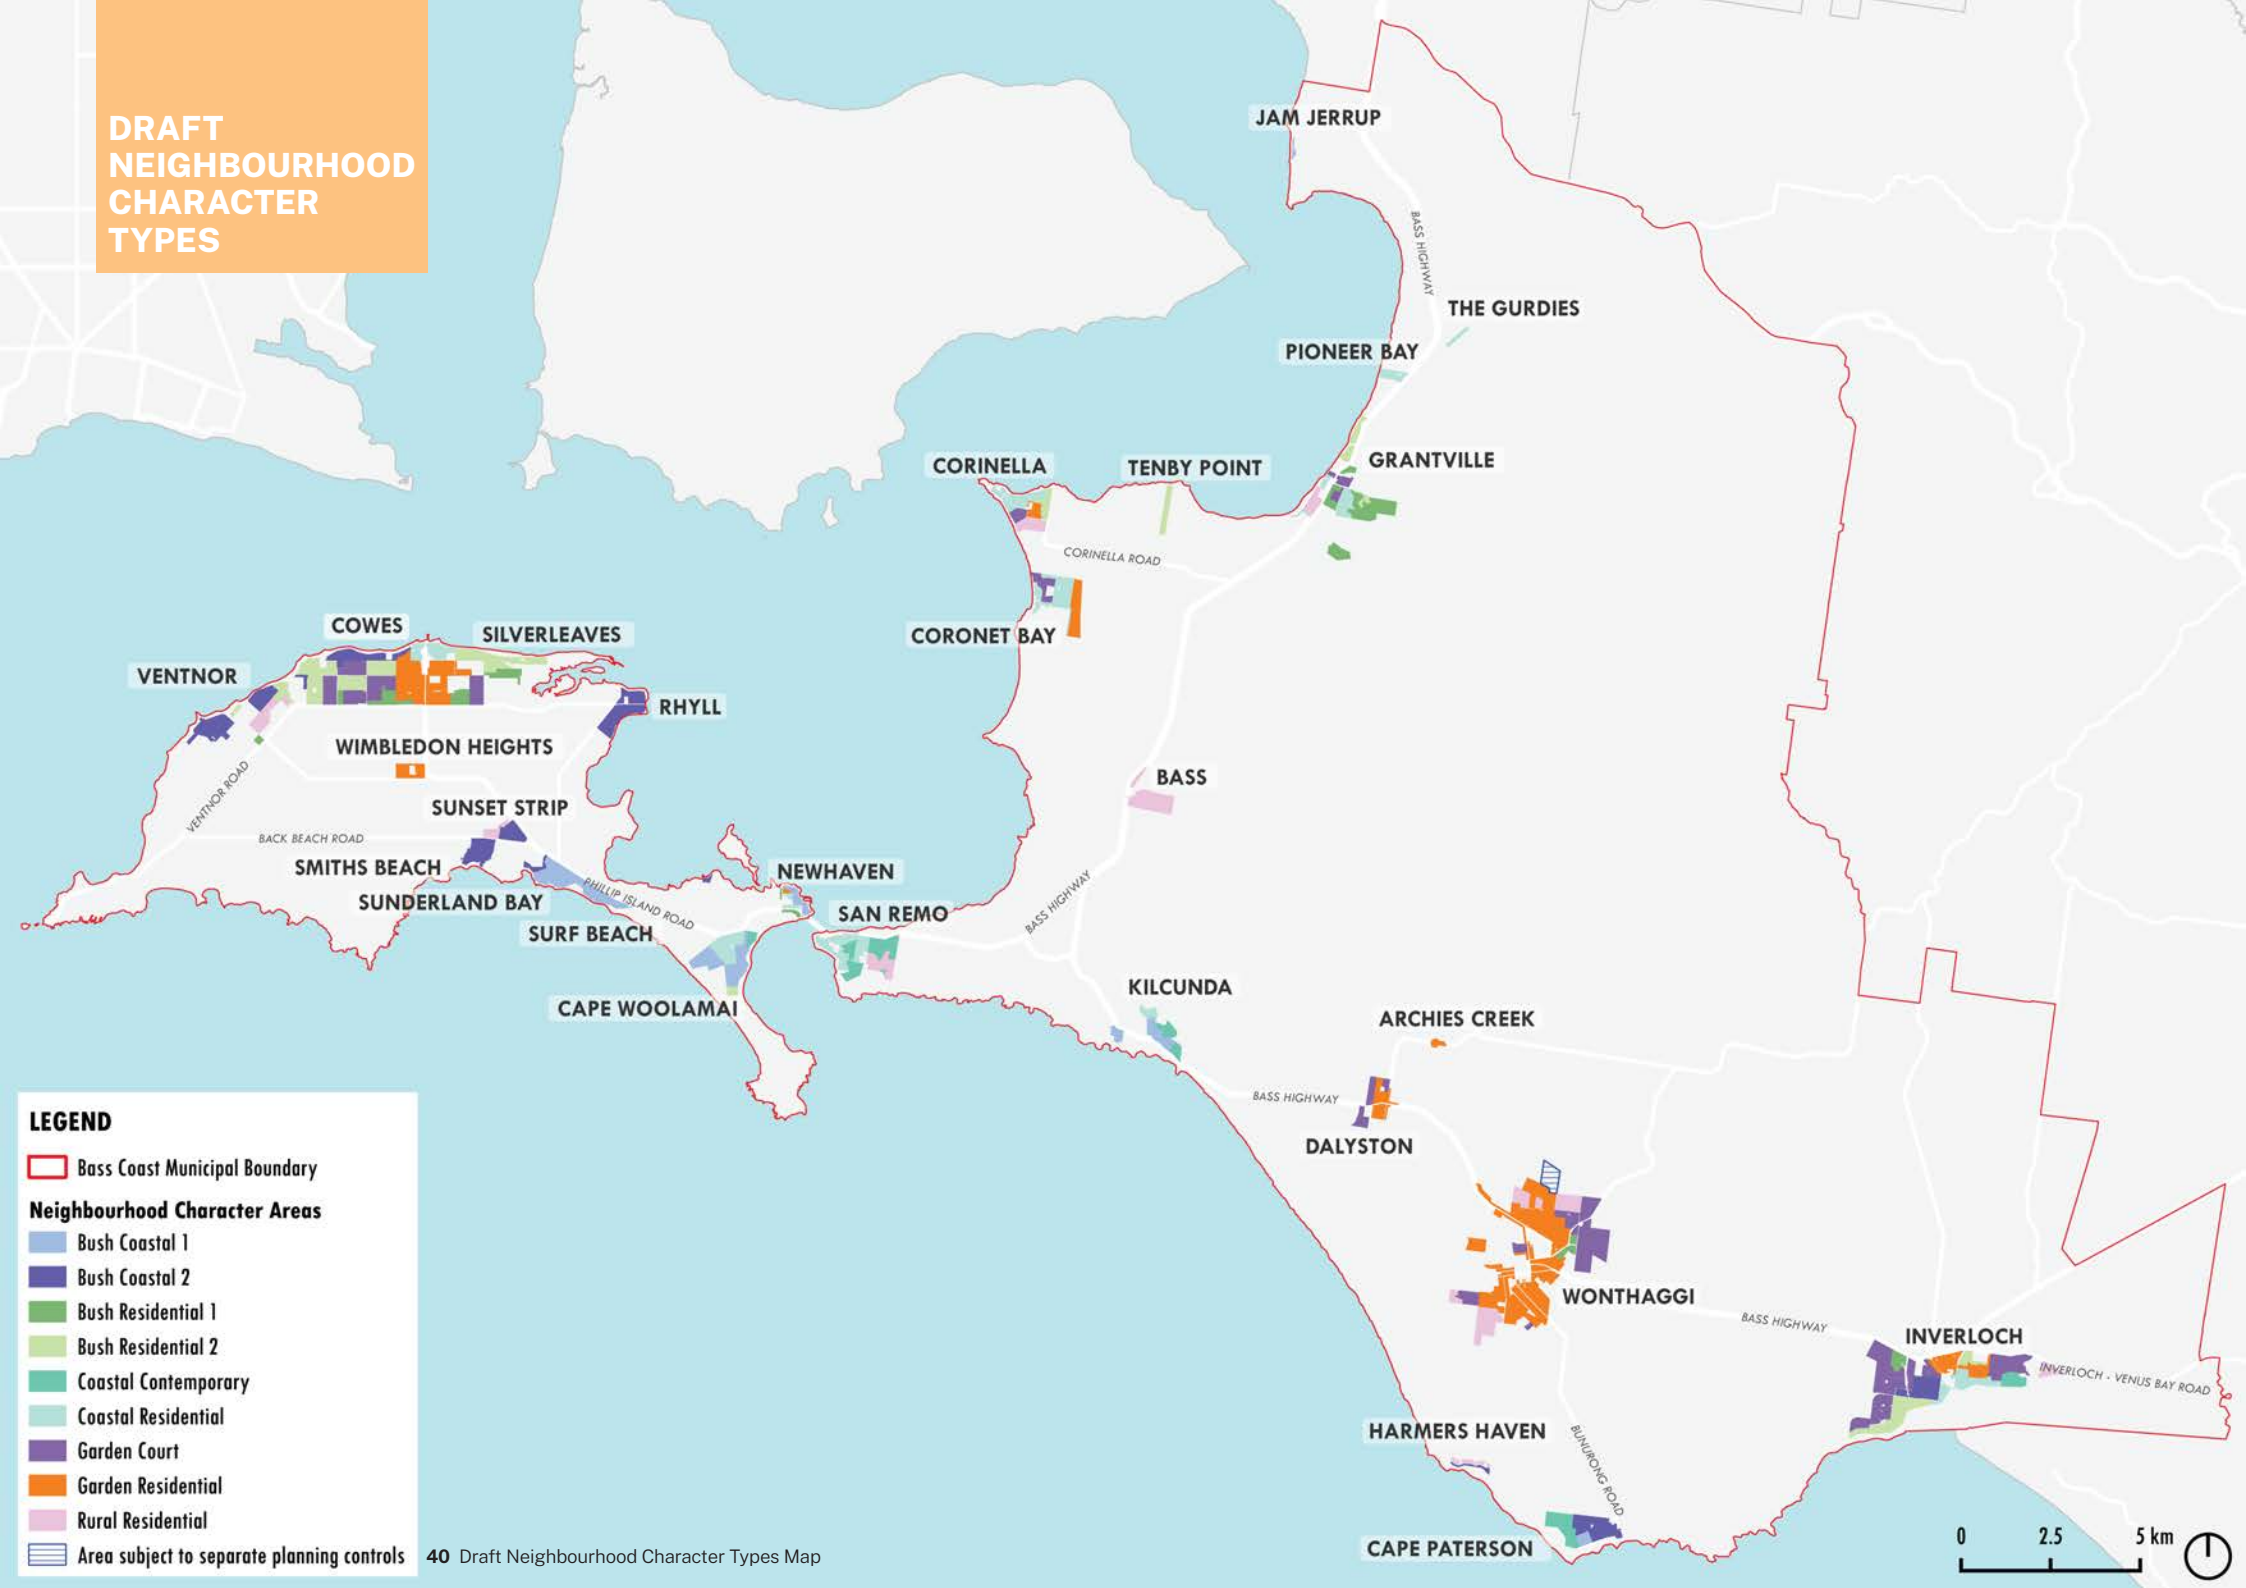 DRAFT
NEIGHBOURHOOD
CHARACTER
TYPES
JAM JERRUP
BASS HIGHWAY
THE GURDIES
PIONEER BAY
GRANTVILLE
CORINELLA
TENBY POINT
CORINELLA ROAD
CORONET BAY
COWES
SILVERLEAVES
VENTNOR
RHYLL
WIMBLEDON HEIGHTS
VENTNOR ROAD
SUNSET STRIP
BACK BEACH ROAD
SMITHS BEACH
SUNDERLAND BAY
PHILLIP ISLAND ROAD
SURF BEACH
NEWHAVEN
SAN REMO
CAPE WOOLAMAI
BASS
BASS HIGHWAY
KILCUNDA
ARCHIES CREEK
BASS HIGHWAY
DALYSTON
WONTHAGGI
BASS HIGHWAY
INVERLOCH
INVERLOCH - VENUS BAY ROAD
HARMERS HAVEN
BUNURONG ROAD
CAPE PATERSON
LEGEND
Bass Coast Municipal Boundary
Neighbourhood Character Areas
Bush Coastal 1
Bush Coastal 2
Bush Residential 1
Bush Residential 2
Coastal Contemporary
Coastal Residential
Garden Court
Garden Residential
Rural Residential
Area subject to separate planning controls
40 Draft Neighbourhood Character Types Map
0 2.5 5 km